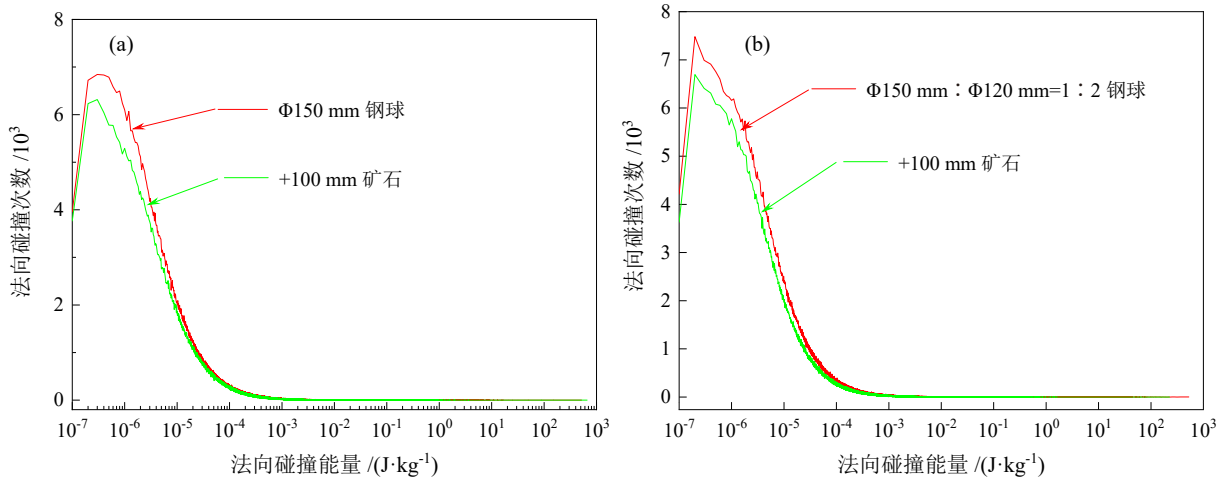 (a)
8
6
4
2
0
法向碰撞次数 /10³
Φ150 mm 钢球
+100 mm 矿石
10⁻⁷ 10⁻⁶ 10⁻⁵ 10⁻⁴ 10⁻³ 10⁻² 10⁻¹ 10⁰ 10¹ 10² 10³
法向碰撞能量 /(J·kg⁻¹)
(b)
8
7
6
5
4
3
2
1
0
法向碰撞次数 /10³
Φ150 mm：Φ120 mm=1：2 钢球
+100 mm 矿石
10⁻⁷ 10⁻⁶ 10⁻⁵ 10⁻⁴ 10⁻³ 10⁻² 10⁻¹ 10⁰ 10¹ 10² 10³
法向碰撞能量 /(J·kg⁻¹)